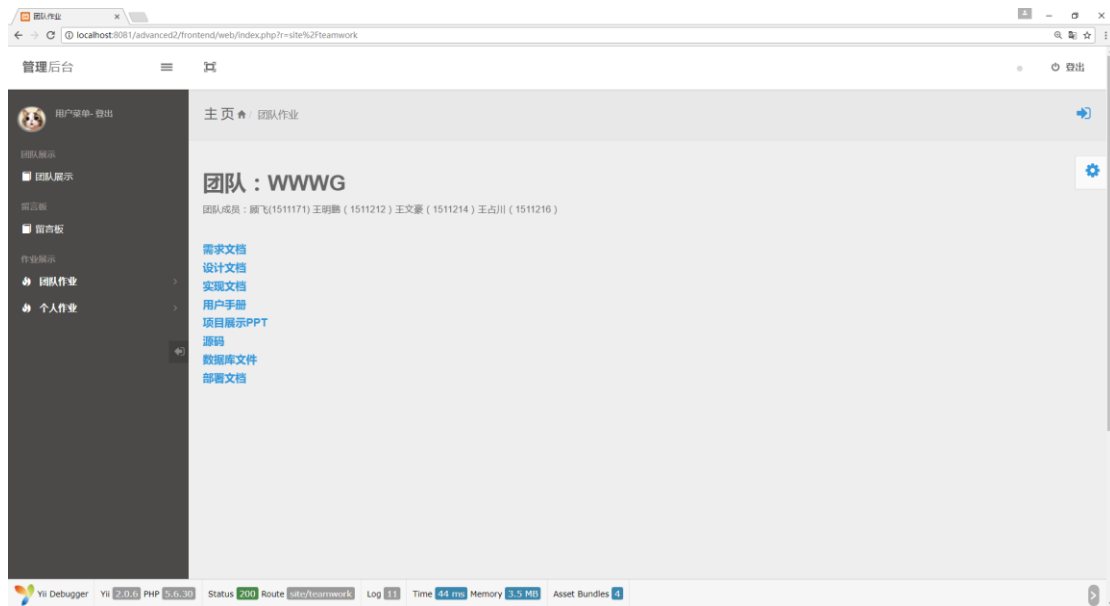 团队作业
localhost:8081/advanced2/frontend/web/index.php?r=site%2Fteamwork
管理后台
登出
用户菜单- 登出
主页 / 团队作业
团队展示
团队展示
留言板
留言板
作业展示
团队作业
个人作业
团队：WWWG
团队成员：顾飞(1511171) 王明鹏（1511212）王文豪（1511214）王占川（1511216）
需求文档
设计文档
实现文档
用户手册
项目展示PPT
源码
数据库文件
部署文档
Yii Debugger Yii 2.0.6 PHP 5.6.30 Status 200 Route site/teamwork Log 11 Time 44 ms Memory 3.5 MB Asset Bundles 4